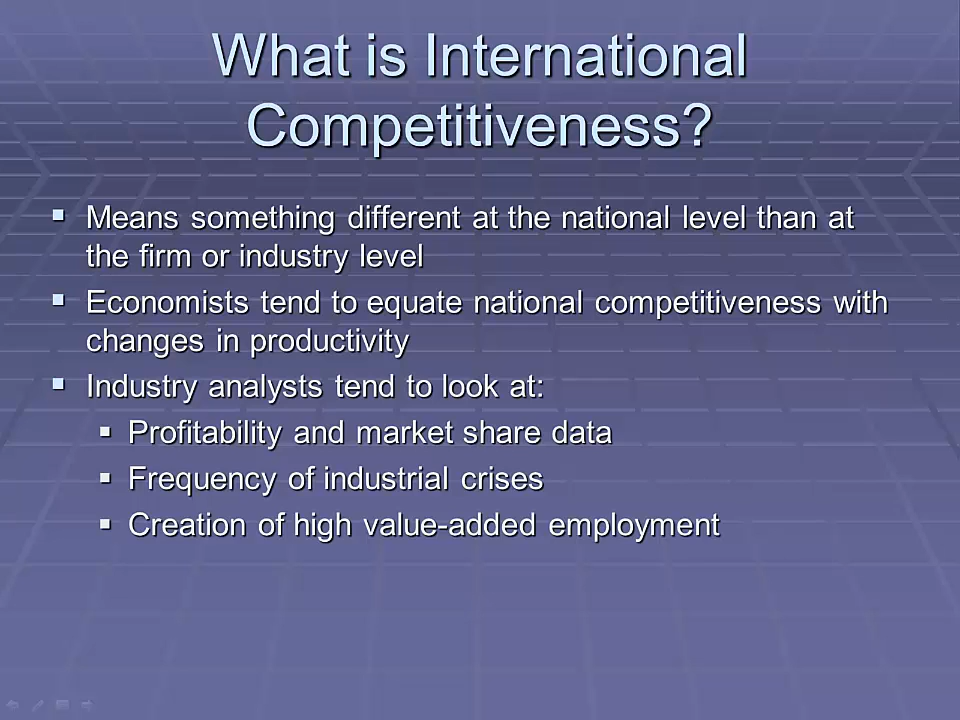 What is International
Competitiveness?
▪ Means something different at the national level than at
the firm or industry level
▪ Economists tend to equate national competitiveness with
changes in productivity
▪ Industry analysts tend to look at:
▪ Profitability and market share data
▪ Frequency of industrial crises
▪ Creation of high value-added employment